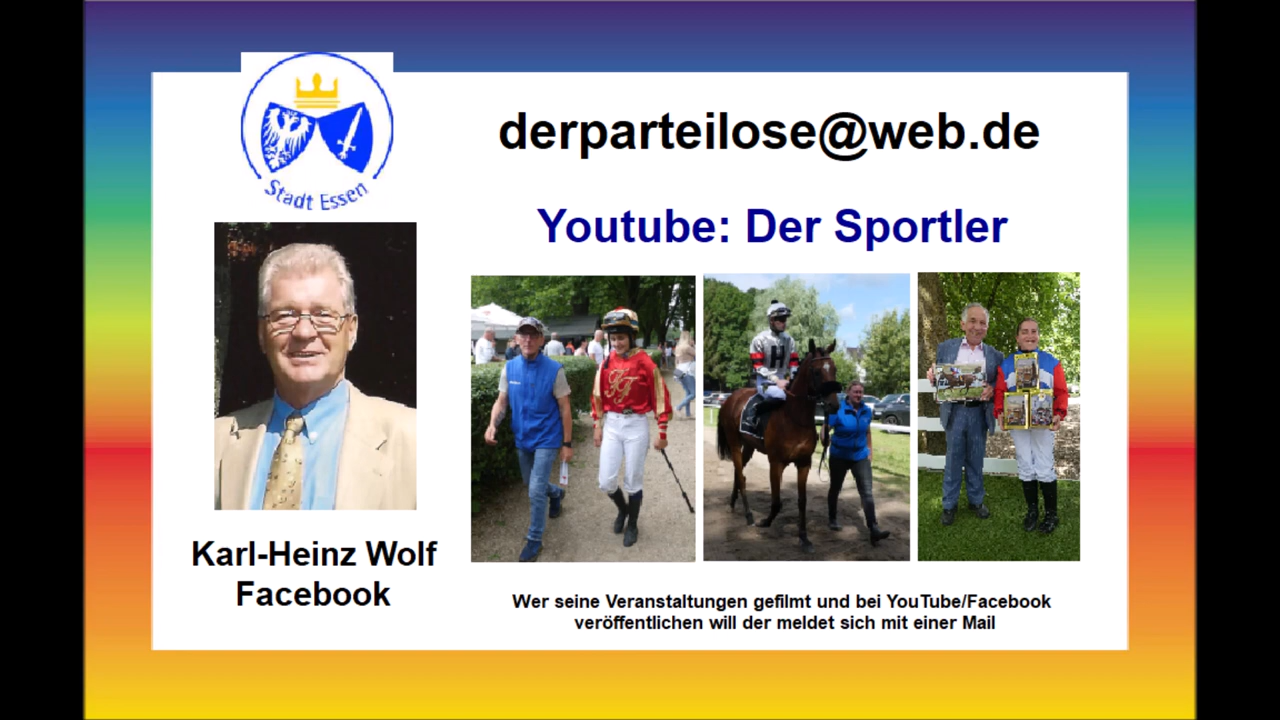 Stadt Essen
derparteilose@web.de
Youtube: Der Sportler
H
Karl-Heinz Wolf
Facebook
Wer seine Veranstaltungen gefilmt und bei YouTube/Facebook
veröffentlichen will der meldet sich mit einer Mail